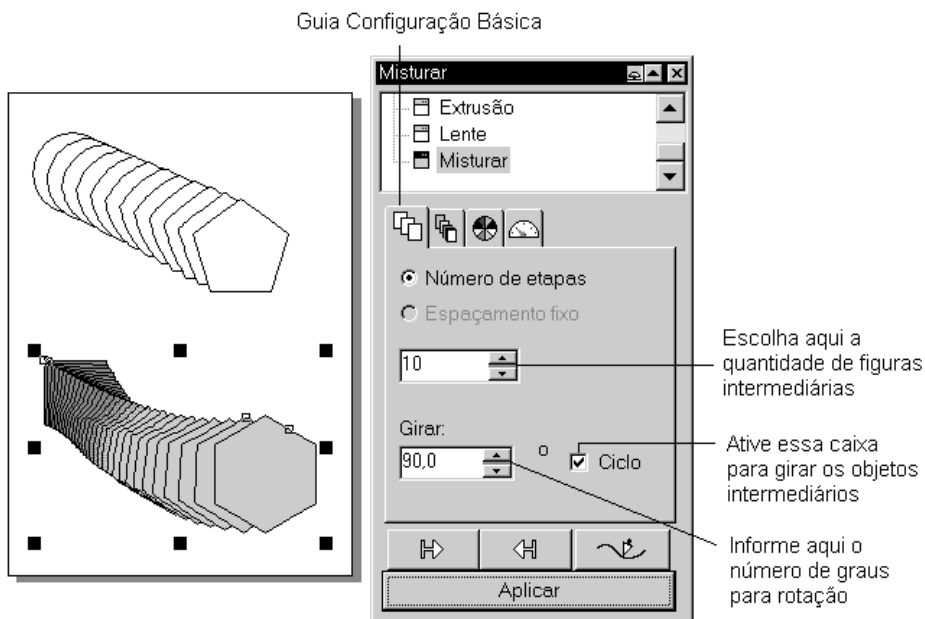 Guia Configuração Básica
Misturar
Extrusão
Lente
Misturar
Número de etapas
Espaçamento fixo
10
Girar:
90,0
o
Ciclo
Aplicar
Escolha aqui a
quantidade de figuras
intermediárias
Ative essa caixa
para girar os objetos
intermediários
Informe aqui o
número de graus
para rotação